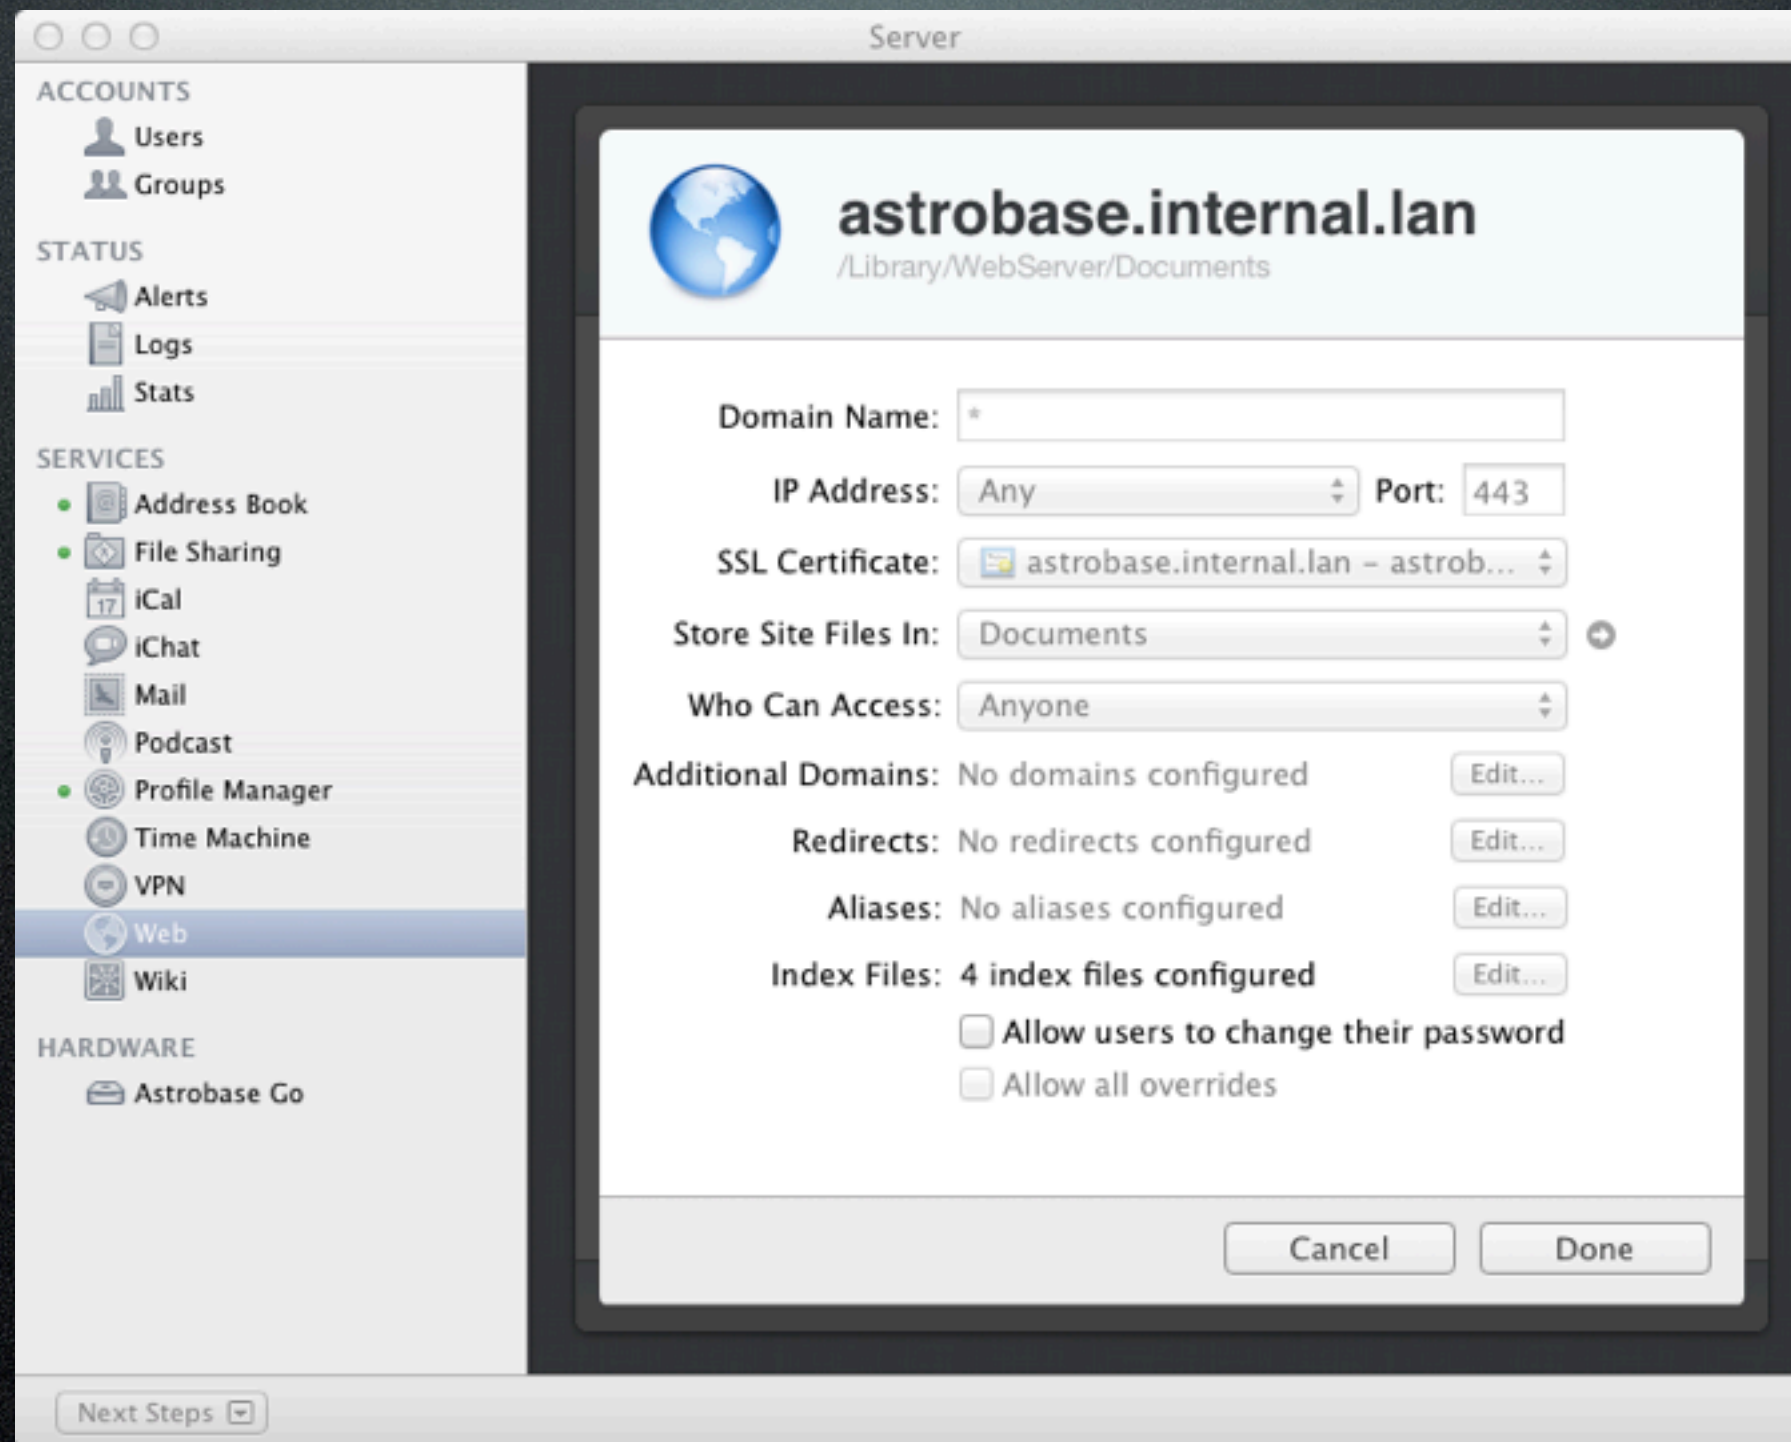 Server
ACCOUNTS
Users
Groups
STATUS
Alerts
Logs
Stats
SERVICES
Address Book
File Sharing
17 iCal
iChat
Mail
Podcast
Profile Manager
Time Machine
VPN
Web
Wiki
HARDWARE
Astrobase Go
Next Steps
astrobase.internal.lan
/Library/WebServer/Documents
Domain Name: *
IP Address: Any Port: 443
SSL Certificate: astrobase.internal.lan – astrob...
Store Site Files In: Documents
Who Can Access: Anyone
Additional Domains: No domains configured Edit...
Redirects: No redirects configured Edit...
Aliases: No aliases configured Edit...
Index Files: 4 index files configured Edit...
Allow users to change their password
Allow all overrides
Cancel Done